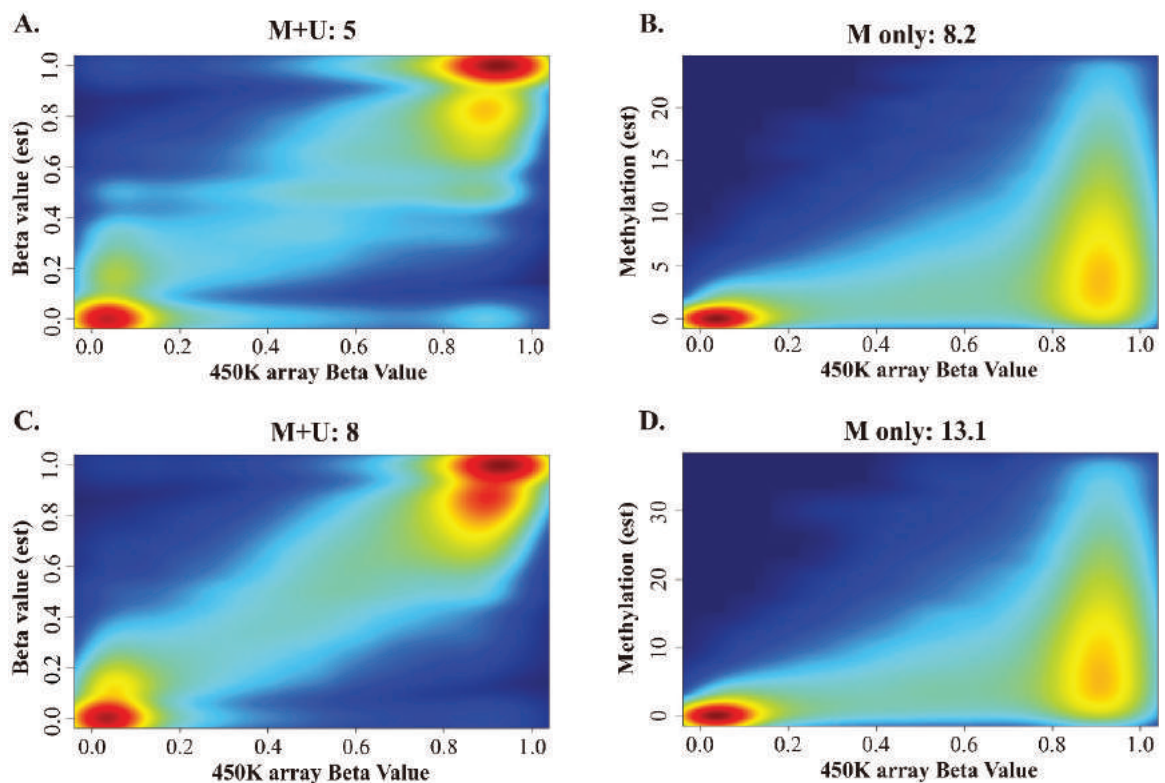 A.
M+U: 5
Beta value (est)
1.0
0.8
0.6
0.4
0.2
0.0
0.0 0.2 0.4 0.6 0.8 1.0
450K array Beta Value
B.
M only: 8.2
Methylation (est)
20
15
10
5
0
0.0 0.2 0.4 0.6 0.8 1.0
450K array Beta Value
C.
M+U: 8
Beta value (est)
1.0
0.8
0.6
0.4
0.2
0.0
0.0 0.2 0.4 0.6 0.8 1.0
450K array Beta Value
D.
M only: 13.1
Methylation (est)
30
20
10
0
0.0 0.2 0.4 0.6 0.8 1.0
450K array Beta Value